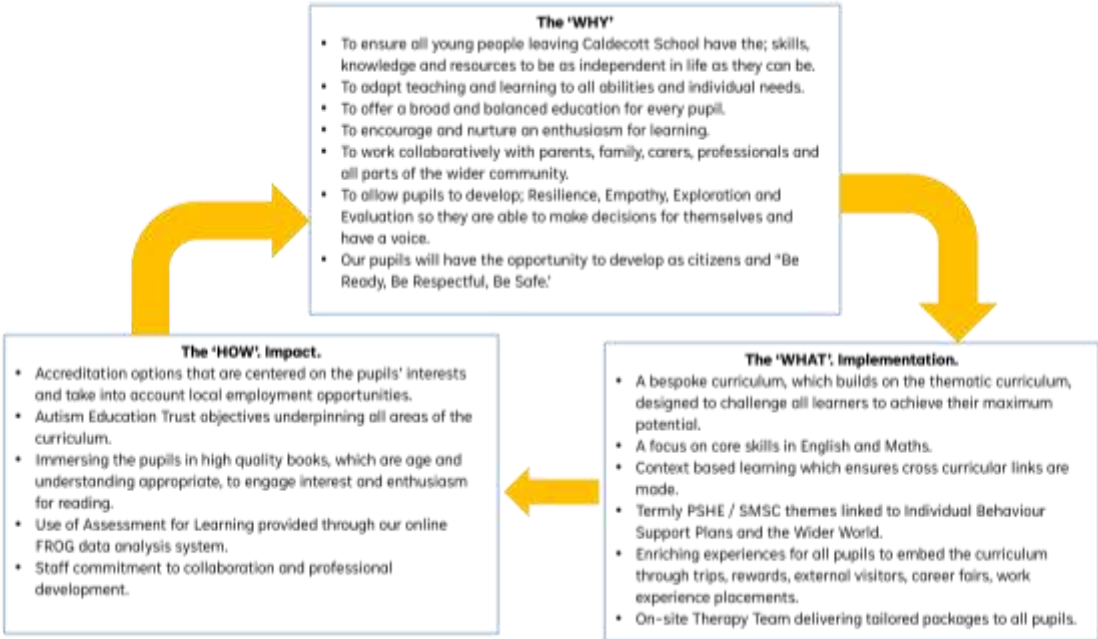 The 'WHY'
• To ensure all young people leaving Caldecott School have the; skills,
knowledge and resources to be as independent in life as they can be.
• To adapt teaching and learning to all abilities and individual needs.
• To offer a broad and balanced education for every pupil.
• To encourage and nurture an enthusiasm for learning.
• To work collaboratively with parents, family, carers, professionals and
all parts of the wider community.
• To allow pupils to develop; Resilience, Empathy, Exploration and
Evaluation so they are able to make decisions for themselves and
have a voice.
• Our pupils will have the opportunity to develop as citizens and "Be
Ready, Be Respectful, Be Safe.'
The 'HOW'. Impact.
• Accreditation options that are centered on the pupils' interests
and take into account local employment opportunities.
• Autism Education Trust objectives underpinning all areas of the
curriculum.
• Immersing the pupils in high quality books, which are age and
understanding appropriate, to engage interest and enthusiasm
for reading.
• Use of Assessment for Learning provided through our online
FROG data analysis system.
• Staff commitment to collaboration and professional
development.
The 'WHAT'. Implementation.
• A bespoke curriculum, which builds on the thematic curriculum,
designed to challenge all learners to achieve their maximum
potential.
• A focus on core skills in English and Maths.
• Context based learning which ensures cross curricular links are
made.
• Termly PSHE / SMSC themes linked to Individual Behaviour
Support Plans and the Wider World.
• Enriching experiences for all pupils to embed the curriculum
through trips, rewards, external visitors, career fairs, work
experience placements.
• On-site Therapy Team delivering tailored packages to all pupils.